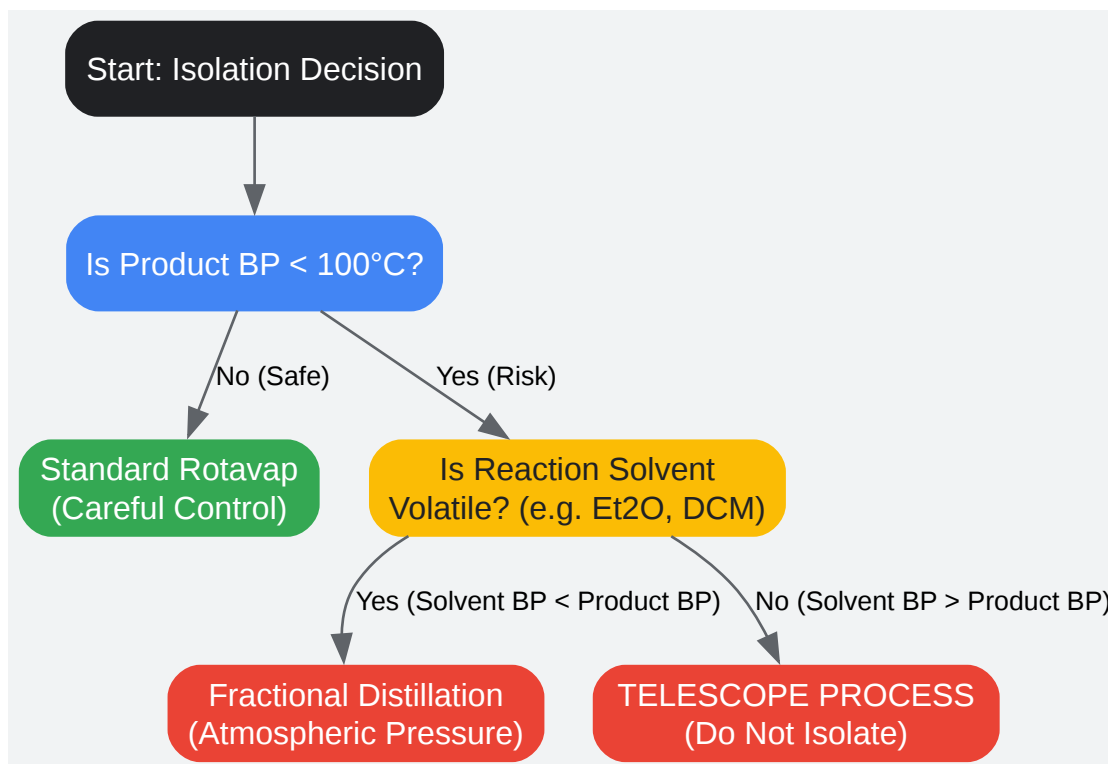 Start: Isolation Decision
Is Product BP < 100°C?
No (Safe)
Yes (Risk)
Standard Rotavap
(Careful Control)
Is Reaction Solvent
Volatile? (e.g. Et2O, DCM)
Yes (Solvent BP < Product BP)
No (Solvent BP > Product BP)
Fractional Distillation
(Atmospheric Pressure)
TELESCOPE PROCESS
(Do Not Isolate)